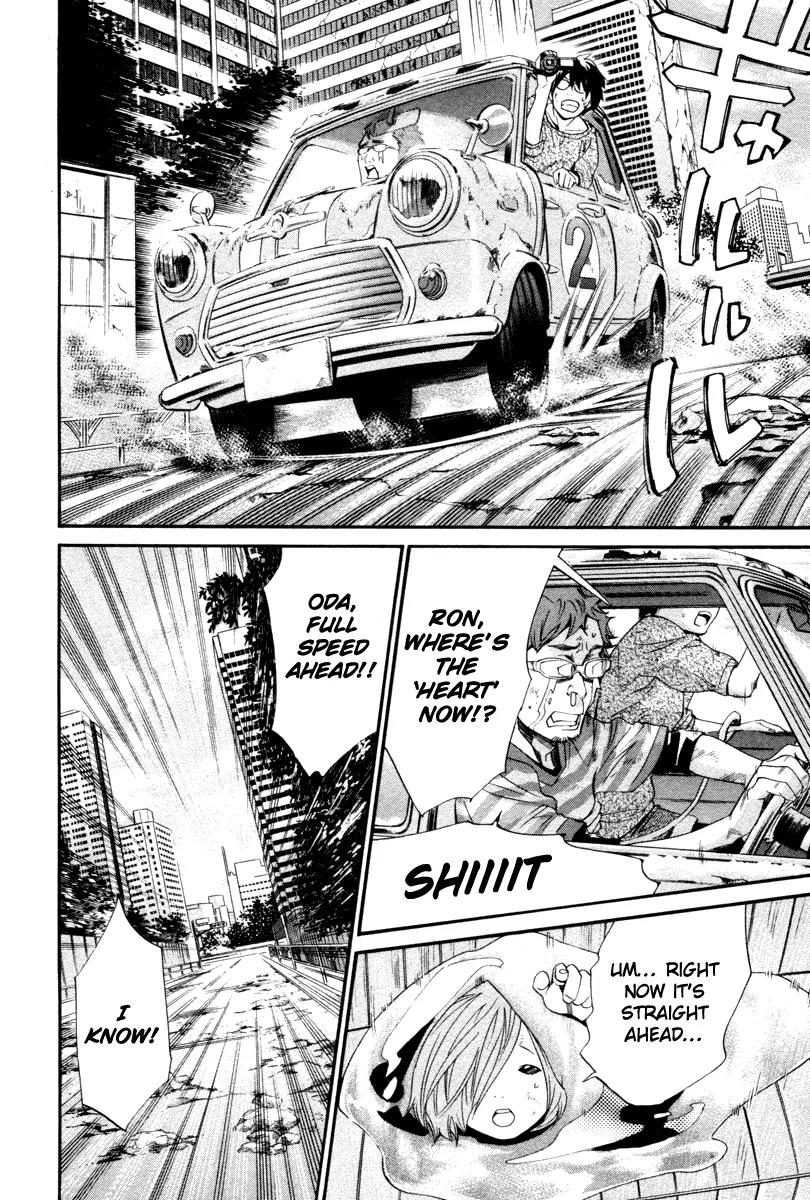 ギャルルル
2
RON,
WHERE'S
THE
'HEART'
NOW!?
SHIIIIT
UM... RIGHT
NOW IT'S
STRAIGHT
AHEAD...
ODA,
FULL
SPEED
AHEAD!!
I
KNOW!